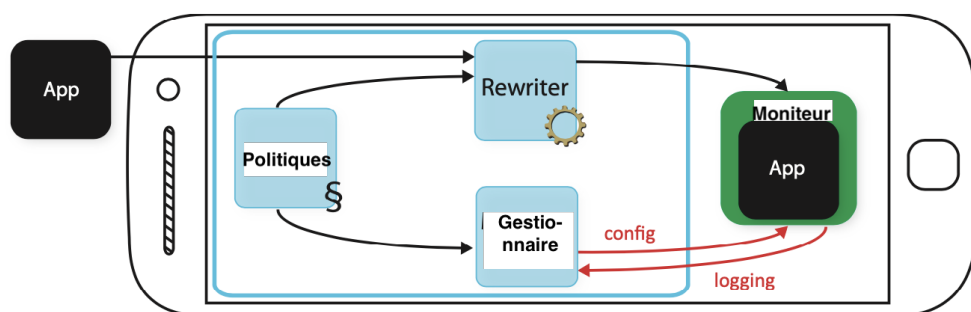 App
Rewriter
Moniteur
App
Politiques
§
Gestio-
nnaire
config
logging